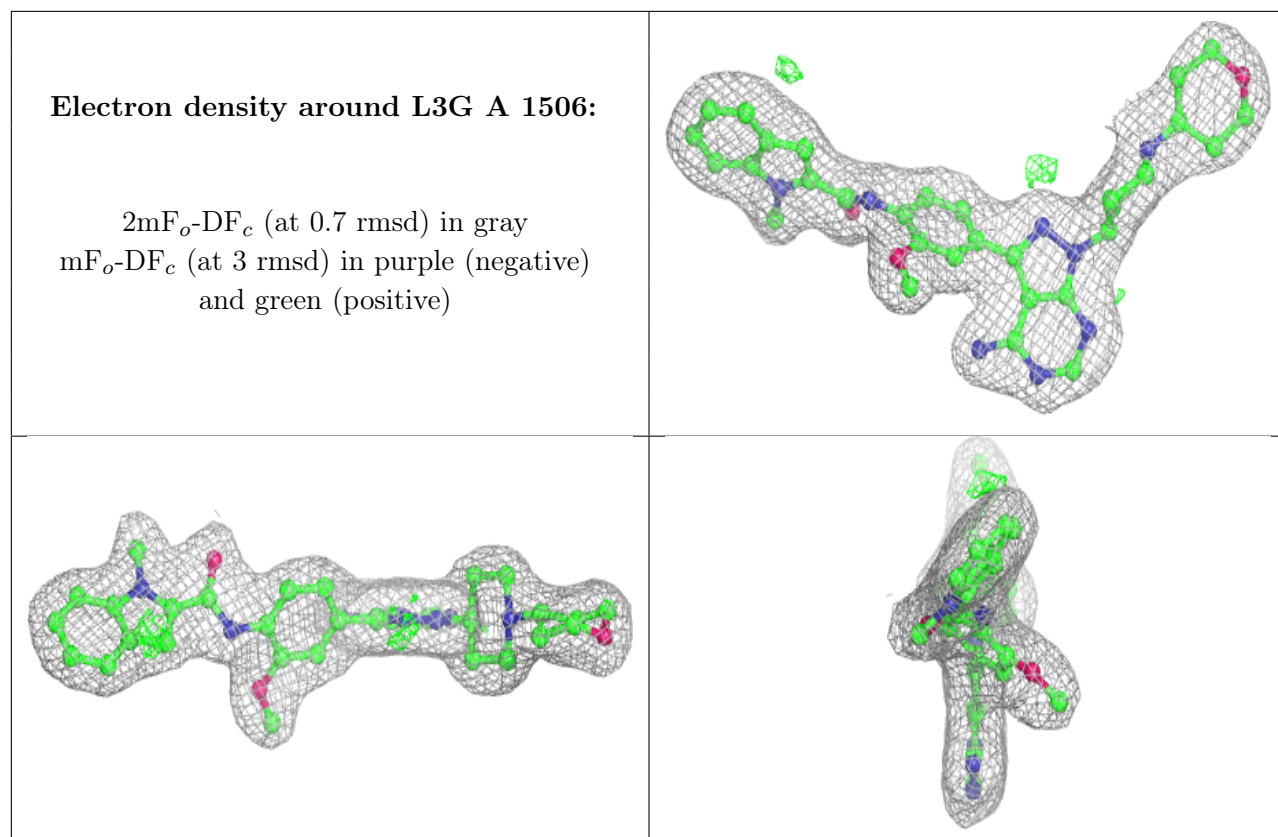 Electron density around L3G A 1506:
2mFₒ-DF𝑐 (at 0.7 rmsd) in gray
mFₒ-DF𝑐 (at 3 rmsd) in purple (negative)
and green (positive)